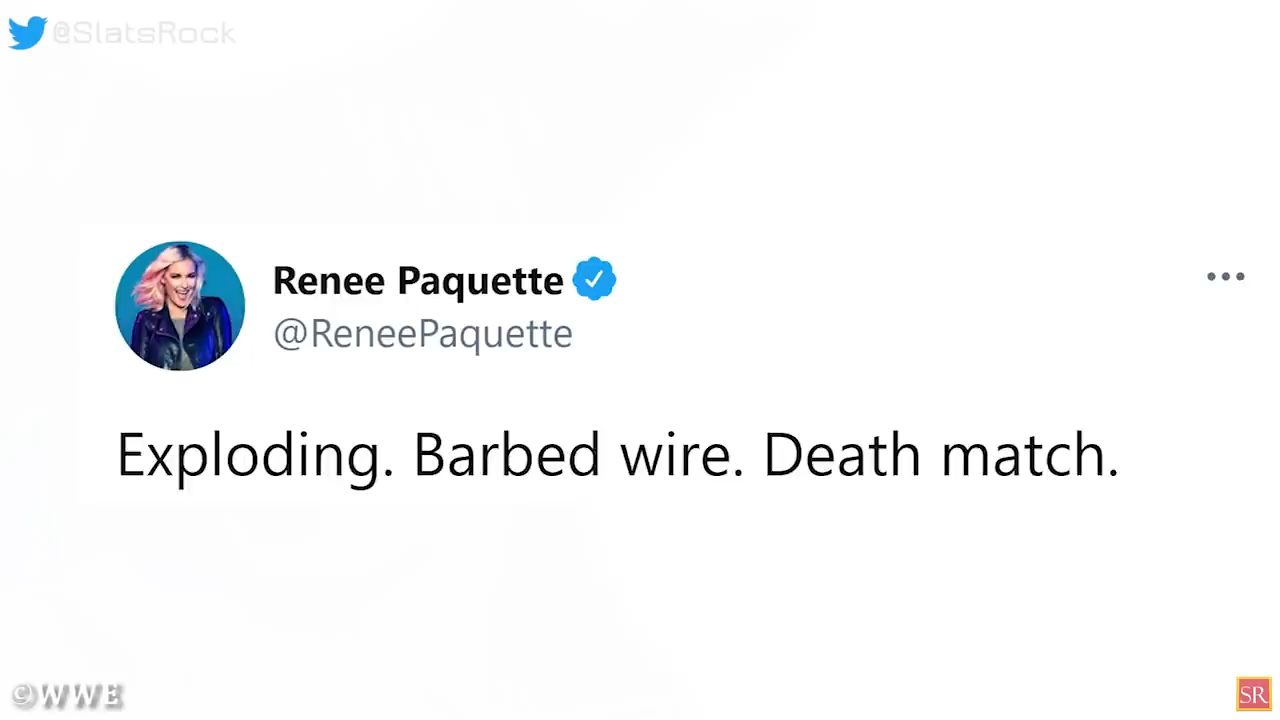 @SlatsRock
Renee Paquette
@ReneePaquette
Exploding. Barbed wire. Death match.
©WWE
SR